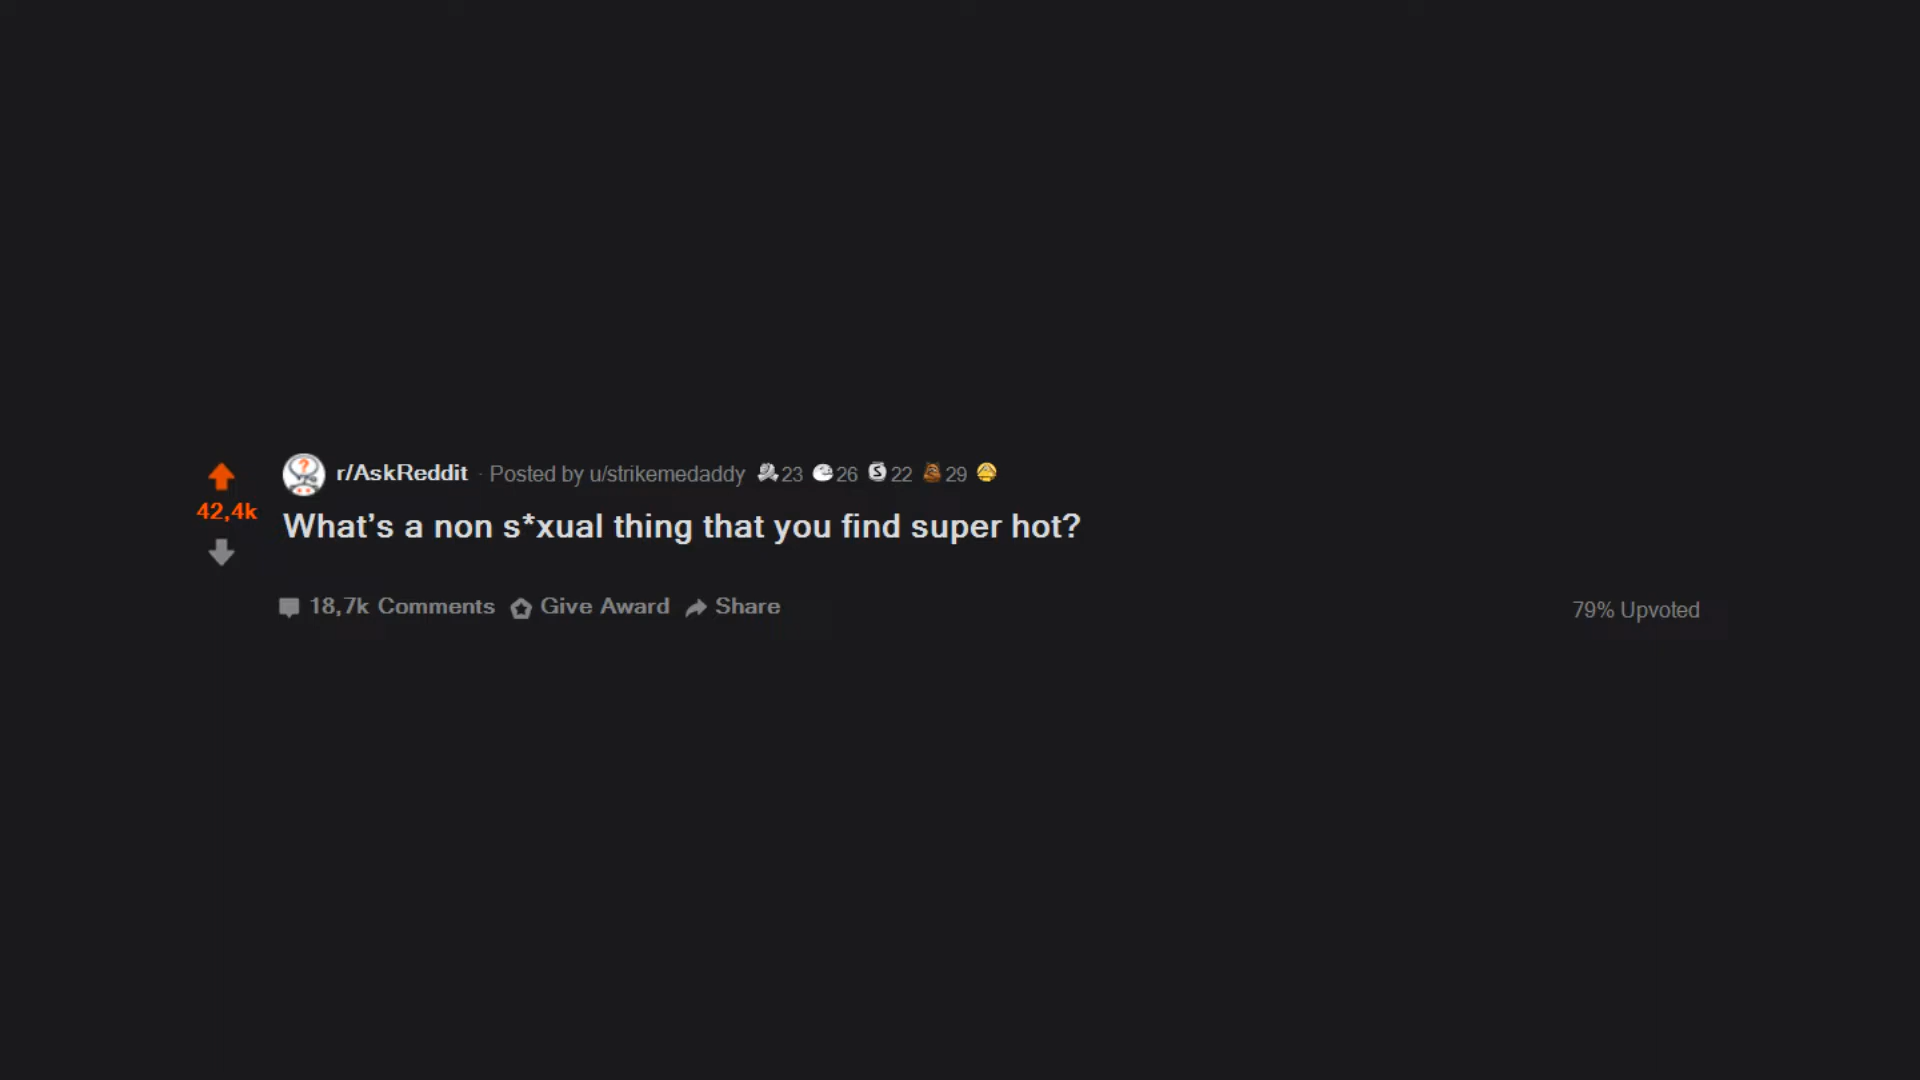 r/AskReddit · Posted by u/strikemedaddy 23 26 S 22 29
42,4k
What's a non s*xual thing that you find super hot?
18,7k Comments Give Award Share
79% Upvoted